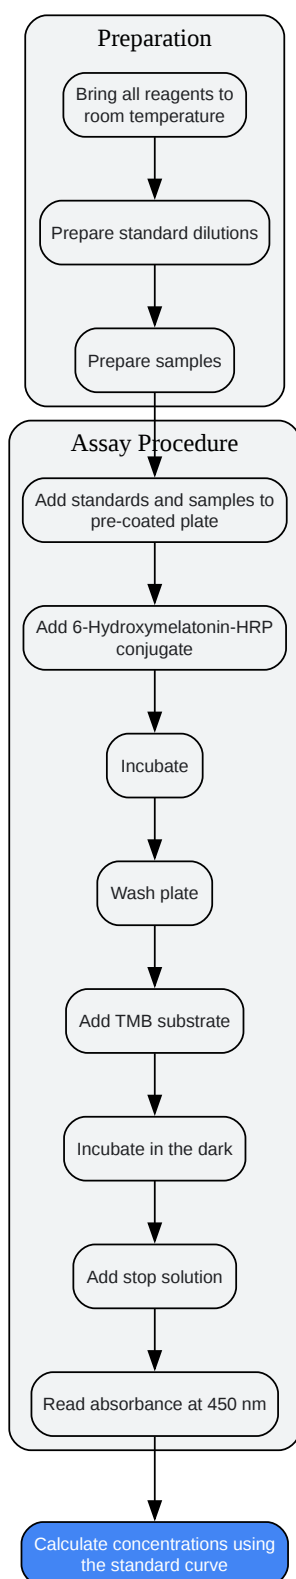 Preparation
Bring all reagents to
room temperature
Prepare standard dilutions
Prepare samples
Assay Procedure
Add standards and samples to
pre-coated plate
Add 6-Hydroxymelatonin-HRP
conjugate
Incubate
Wash plate
Add TMB substrate
Incubate in the dark
Add stop solution
Read absorbance at 450 nm
Calculate concentrations using
the standard curve